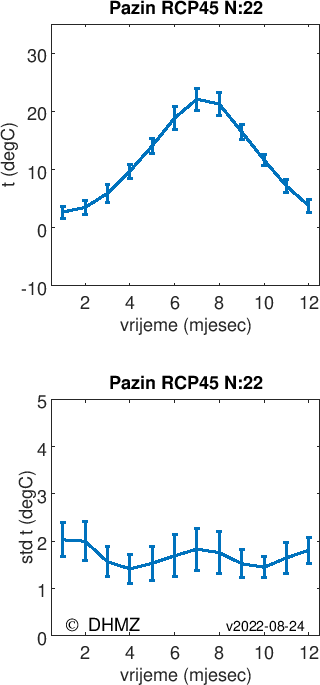 Pazin RCP45 N:22
t (degC)
30
20
10
0
-10
2 4 6 8 10 12
vrijeme (mjesec)
Pazin RCP45 N:22
std t (degC)
5
4
3
2
1
0
© DHMZ v2022-08-24
2 4 6 8 10 12
vrijeme (mjesec)